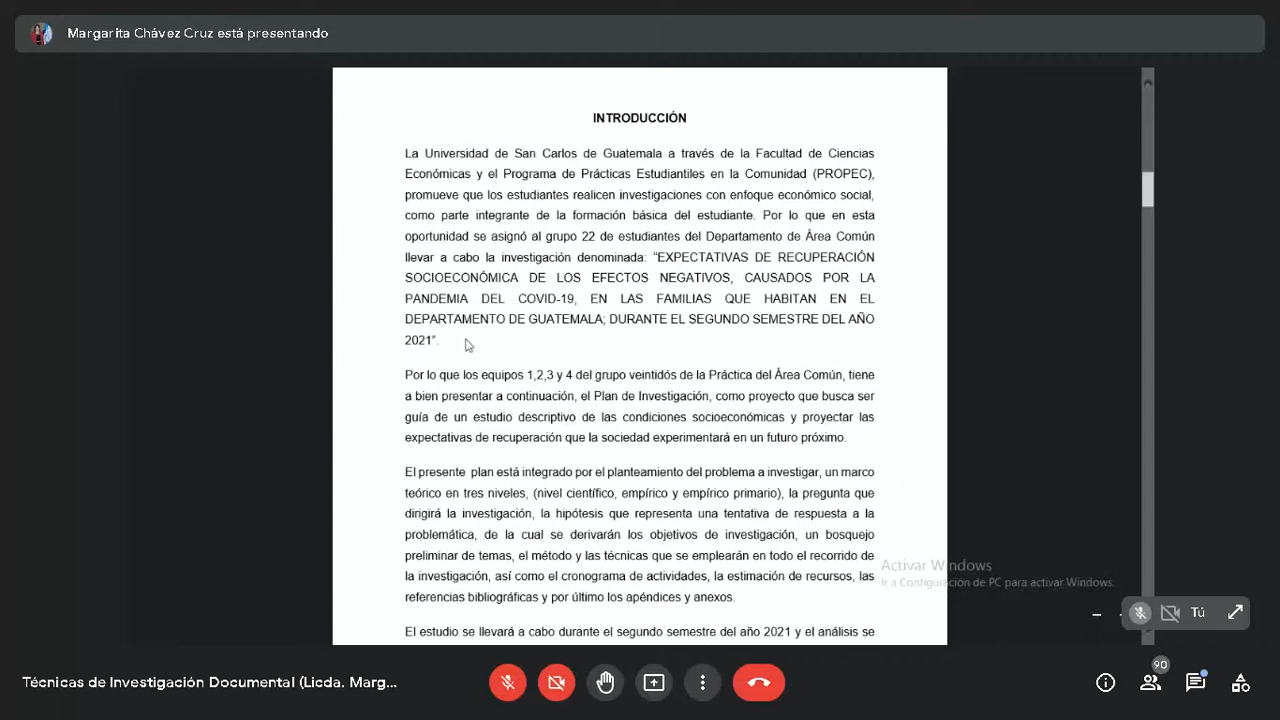 Margarita Chávez Cruz está presentando
INTRODUCCIÓN
La Universidad de San Carlos de Guatemala a través de la Facultad de Ciencias
Económicas y el Programa de Prácticas Estudiantiles en la Comunidad (PROPEC),
promueve que los estudiantes realicen investigaciones con enfoque económico social,
como parte integrante de la formación básica del estudiante. Por lo que en esta
oportunidad se asignó al grupo 22 de estudiantes del Departamento de Área Común
llevar a cabo la investigación denominada: “EXPECTATIVAS DE RECUPERACIÓN
SOCIOECONÓMICA DE LOS EFECTOS NEGATIVOS, CAUSADOS POR LA
PANDEMIA DEL COVID-19, EN LAS FAMILIAS QUE HABITAN EN EL
DEPARTAMENTO DE GUATEMALA; DURANTE EL SEGUNDO SEMESTRE DEL AÑO
2021”.
Por lo que los equipos 1,2,3 y 4 del grupo veintidós de la Práctica del Área Común, tiene
a bien presentar a continuación, el Plan de Investigación, como proyecto que busca ser
guía de un estudio descriptivo de las condiciones socioeconómicas y proyectar las
expectativas de recuperación que la sociedad experimentará en un futuro próximo.
El presente plan está integrado por el planteamiento del problema a investigar, un marco
teórico en tres niveles, (nivel científico, empírico y empírico primario), la pregunta que
dirigirá la investigación, la hipótesis que representa una tentativa de respuesta a la
problemática, de la cual se derivarán los objetivos de investigación, un bosquejo
preliminar de temas, el método y las técnicas que se emplearán en todo el recorrido de
la investigación, así como el cronograma de actividades, la estimación de recursos, las
referencias bibliográficas y por último los apéndices y anexos.
El estudio se llevará a cabo durante el segundo semestre del año 2021 y el análisis se
Activar Windows
Ir a Configuración de PC para activar Windows.
Tú
Técnicas de Investigación Documental (Licda. Marg...
90